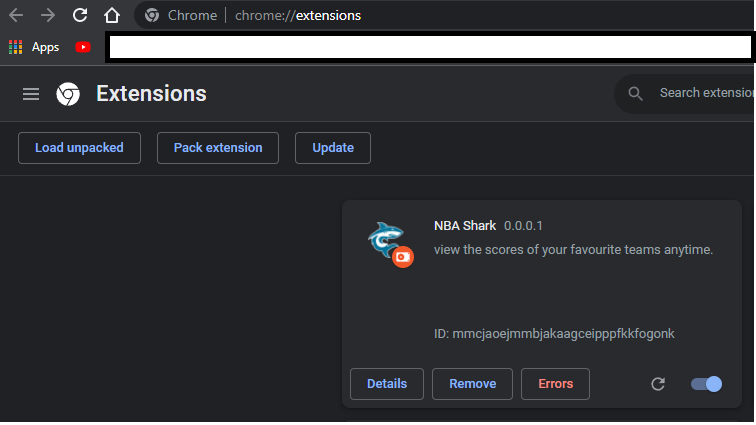 Chrome | chrome://extensions
Apps
Extensions
Search extension
Load unpacked
Pack extension
Update
NBA Shark 0.0.0.1
view the scores of your favourite teams anytime.
ID: mmcjaoejmmbjakaagceipppfkkfogonk
Details
Remove
Errors